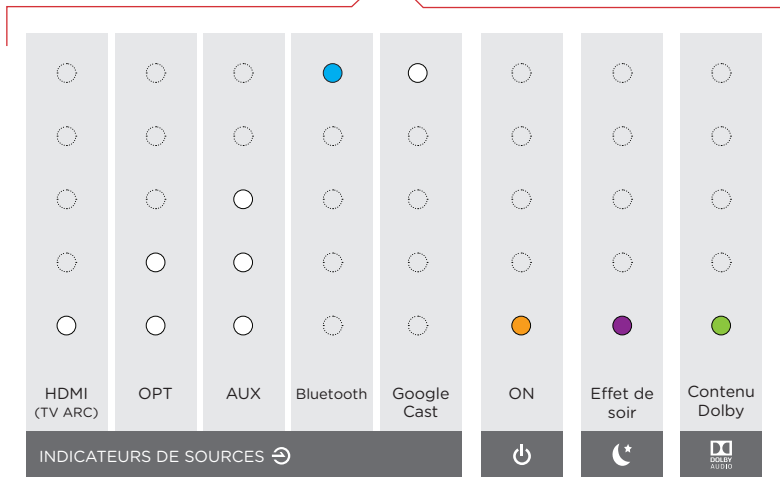 HDMI
(TV ARC)
OPT
AUX
Bluetooth
Google
Cast
ON
Effet de
soir
Contenu
Dolby
INDICATEURS DE SOURCES
DOLBY
AUDIO